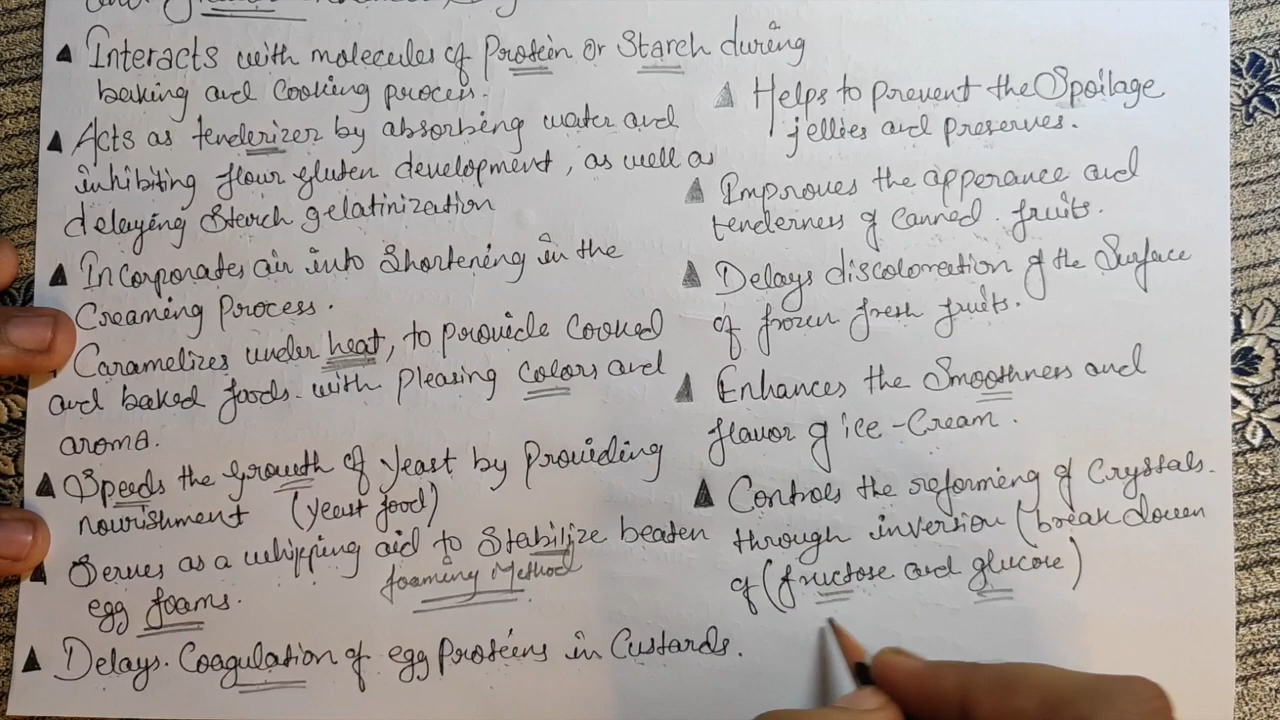 Interacts with molecules of Protein or Starch during
baking and Cooking process.
Acts as tenderizer by absorbing water and
inhibiting flour gluten development, as well as
delaying Starch gelatinization
Incorporates air into Shortening in the
Creaming Process.
Caramelizes under heat, to provide Cooked
and baked foods. with Pleasing Colors and
aroma.
Speeds the Growth of Yeast by Providing
nourishment (yeast food)
Serves as a whipping aid to Stabilize beaten
foaming Method
egg foams.
Delays. Coagulation of egg Proteins in Custards.
Helps to prevent the Spoilage
jellies and preserves.
Improves the apperance and
tenderness of Canned. fruits.
Delays discoloreation of the Surface
of frozen fresh fruits.
Enhances the Smoothness and
flavor of ice-Cream.
Controls the reforming of Crystals.
through inversion (break down
of (fructose and glucose)